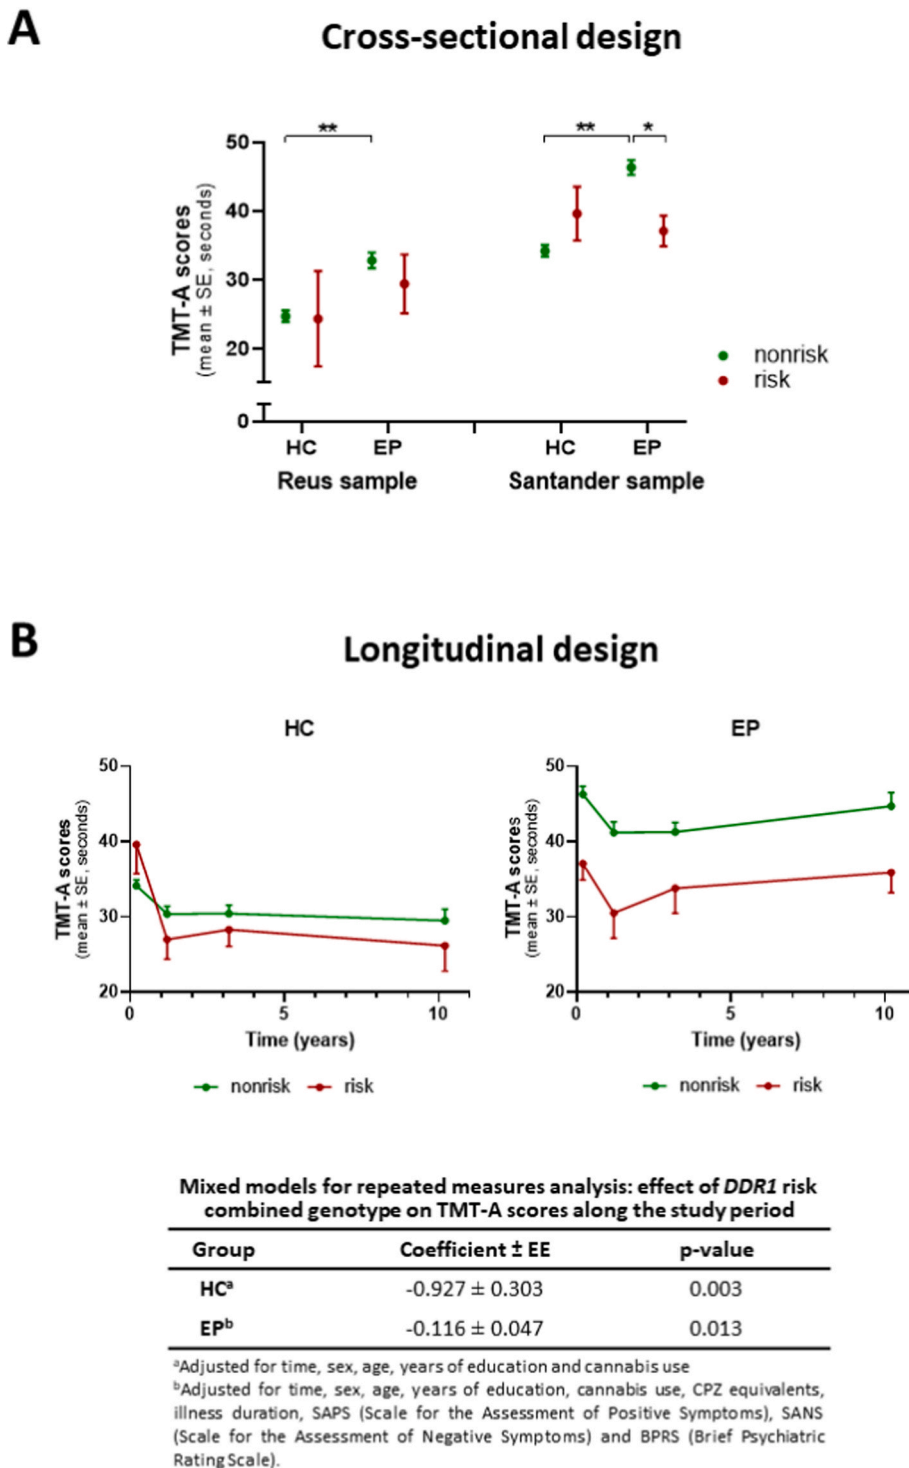 A
Cross-sectional design
** ** *
50
40
30
20
0
TMT-A scores
(mean ± SE, seconds)
nonrisk
risk
HC EP HC EP
Reus sample Santander sample
B
Longitudinal design
HC
50
40
30
20
TMT-A scores
(mean ± SE, seconds)
0 5 10
Time (years)
nonrisk risk
EP
50
40
30
20
TMT-A scores
(mean ± SE, seconds)
0 5 10
Time (years)
nonrisk risk
Mixed models for repeated measures analysis: effect of DDR1 risk
combined genotype on TMT-A scores along the study period
Group Coefficient ± EE p-value
HCᵃ -0.927 ± 0.303 0.003
EPᵇ -0.116 ± 0.047 0.013
ᵃAdjusted for time, sex, age, years of education and cannabis use
ᵇAdjusted for time, sex, age, years of education, cannabis use, CPZ equivalents,
illness duration, SAPS (Scale for the Assessment of Positive Symptoms), SANS
(Scale for the Assessment of Negative Symptoms) and BPRS (Brief Psychiatric
Rating Scale).